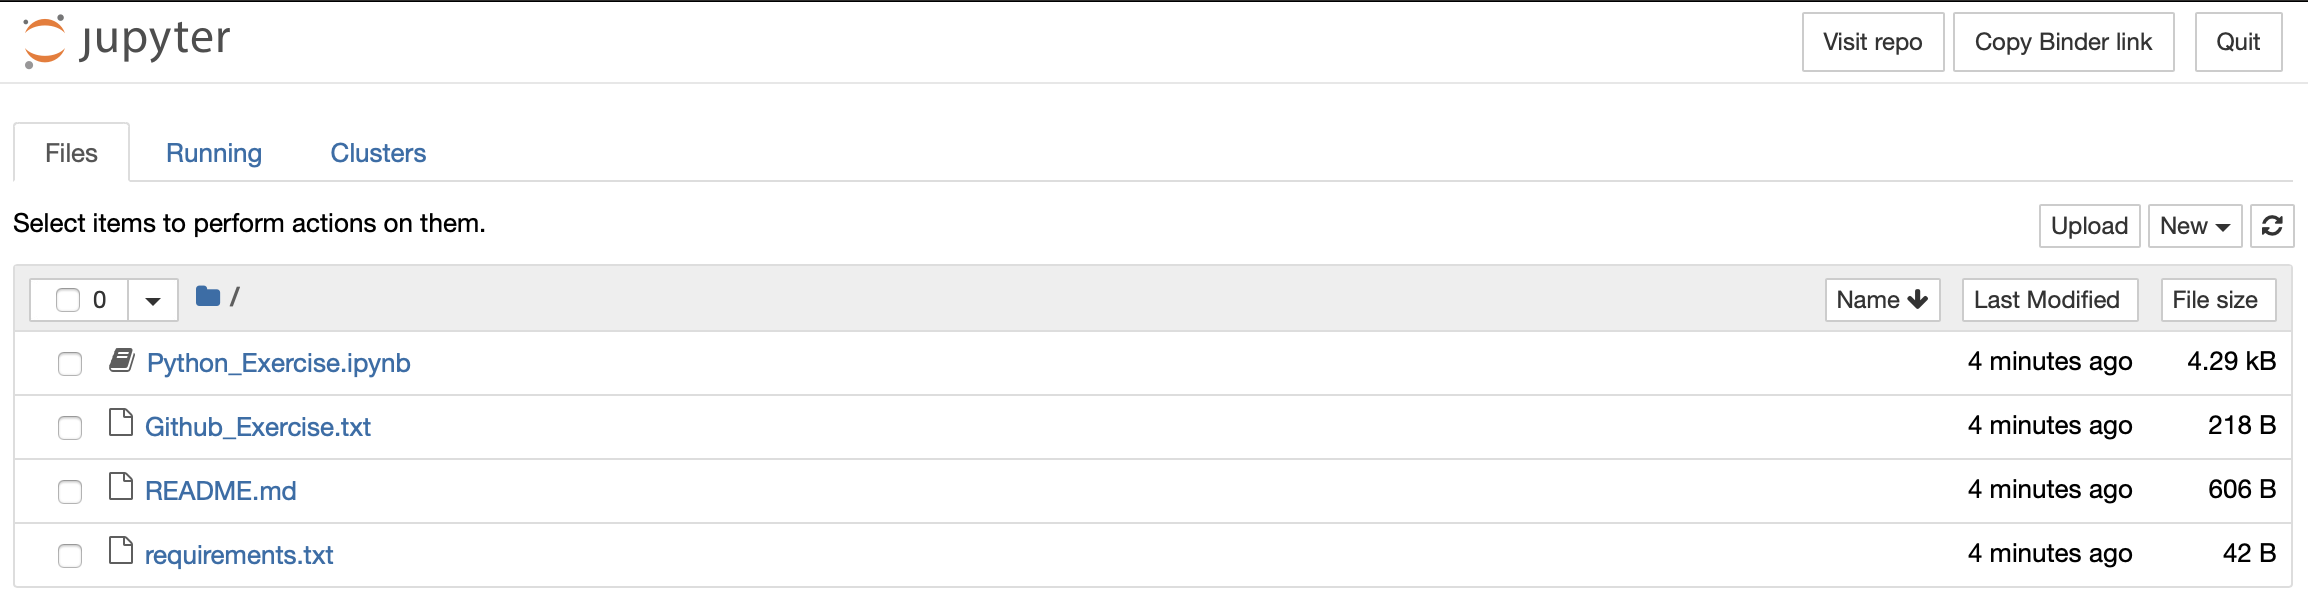 jupyter
Visit repo Copy Binder link Quit
Files Running Clusters
Select items to perform actions on them.
Upload New
0 /
Name Last Modified File size
Python_Exercise.ipynb 4 minutes ago 4.29 kB
Github_Exercise.txt 4 minutes ago 218 B
README.md 4 minutes ago 606 B
requirements.txt 4 minutes ago 42 B